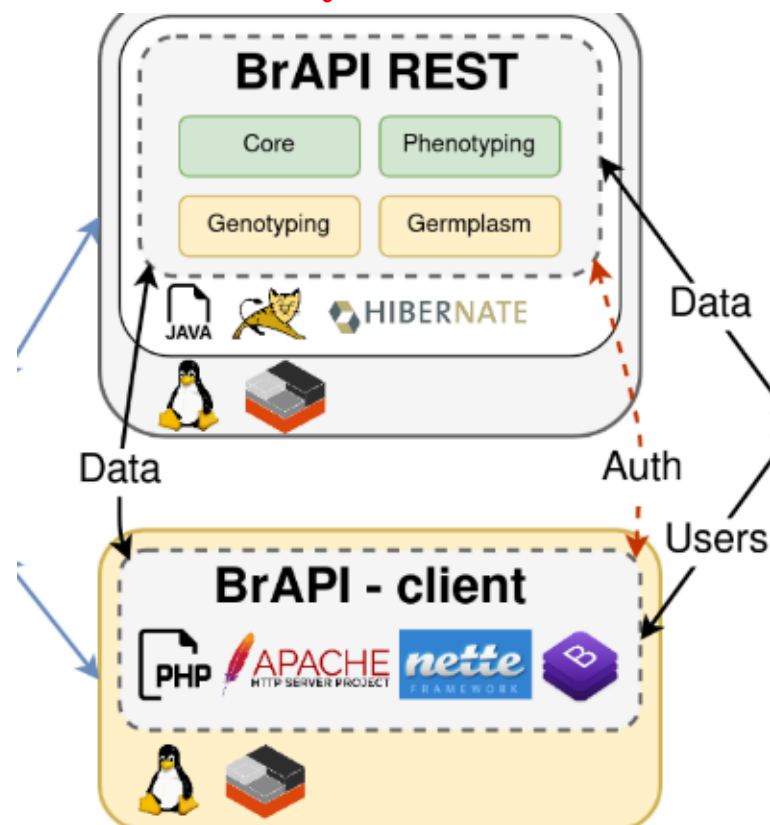 BrAPI REST
Core
Phenotyping
Genotyping
Germplasm
JAVA
HIBERNATE
Data
Data
Auth
Users
BrAPI - client
PHP
APACHE
HTTP SERVER PROJECT
nette
FRAMEWORK
B